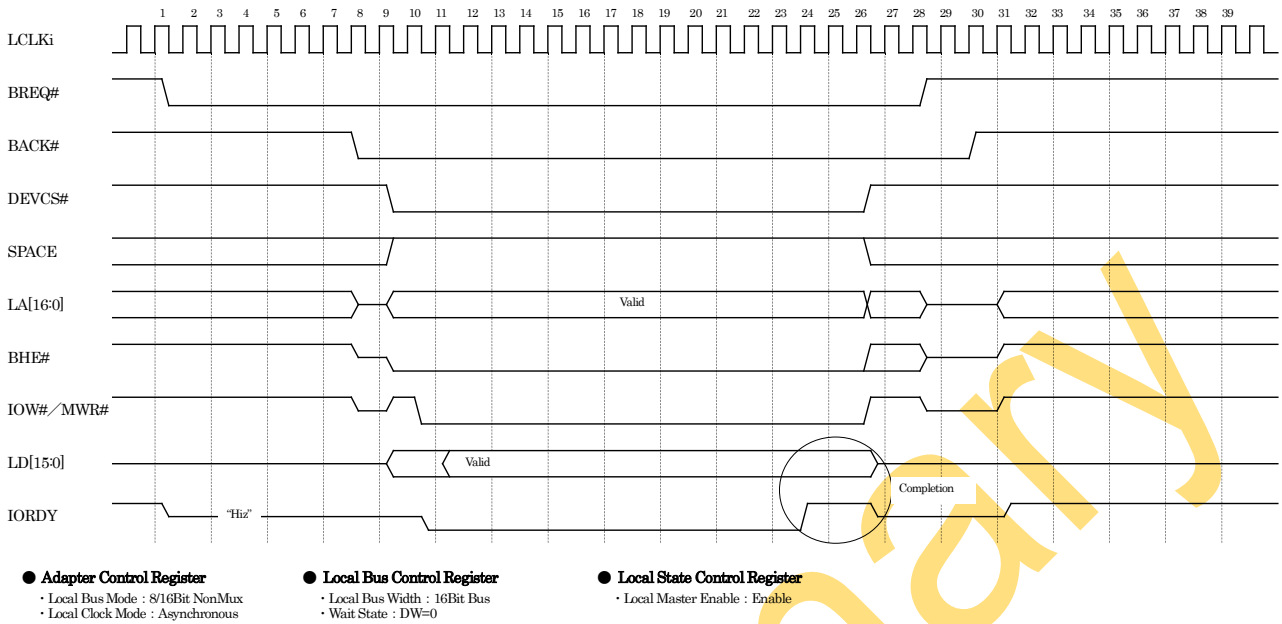 1 2 3 4 5 6 7 8 9 10 11 12 13 14 15 16 17 18 19 20 21 22 23 24 25 26 27 28 29 30 31 32 33 34 35 36 37 38 39
LCLKi
BREQ#
BACK#
DEVCS#
SPACE
LA[16:0] Valid
BHE#
IOW#／MWR#
LD[15:0] Valid
Completion
IORDY "Hiz"
● Adapter Control Register ● Local Bus Control Register ● Local State Control Register
・Local Bus Mode : 8/16Bit NonMux ・Local Bus Width : 16Bit Bus ・Local Master Enable : Enable
・Local Clock Mode : Asynchronous ・Wait State : DW=0
nary